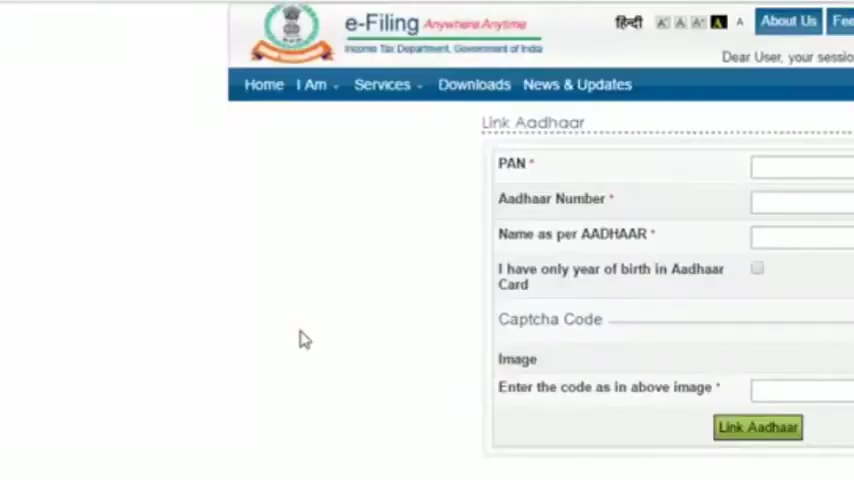 e-Filing Anywhere Anytime
Income Tax Department, Government of India
हिन्दी A A A A A
About Us
Dear User, your
Home I Am Services Downloads News & Updates
Link Aadhaar
PAN *
Aadhaar Number *
Name as per AADHAAR *
I have only year of birth in Aadhaar
Card
Captcha Code
Image
Enter the code as in above image *
Link Aadhaar